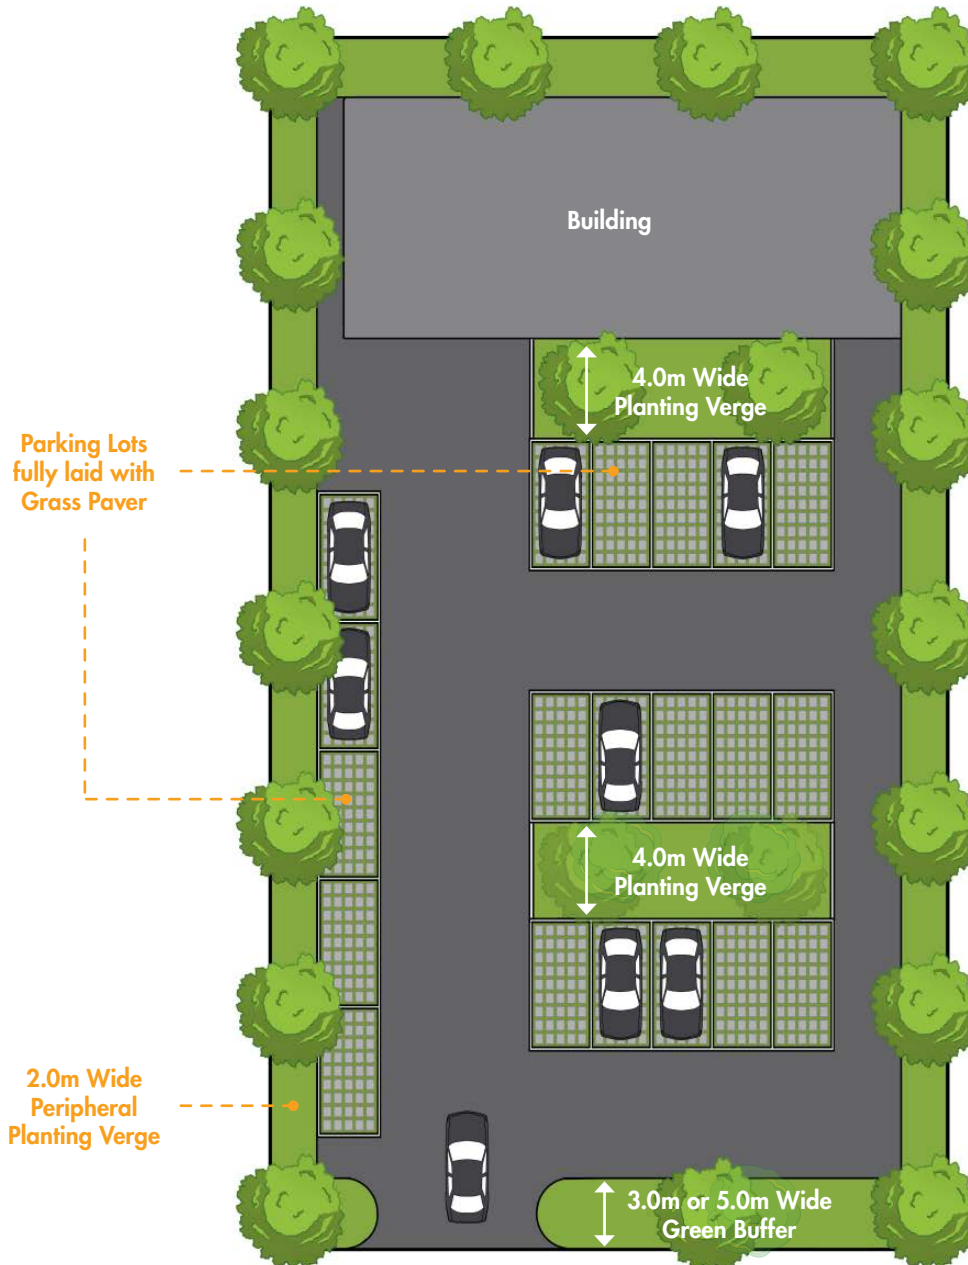 Building
4.0m Wide
Planting Verge
Parking Lots
fully laid with
Grass Paver
4.0m Wide
Planting Verge
2.0m Wide
Peripheral
Planting Verge
3.0m or 5.0m Wide
Green Buffer